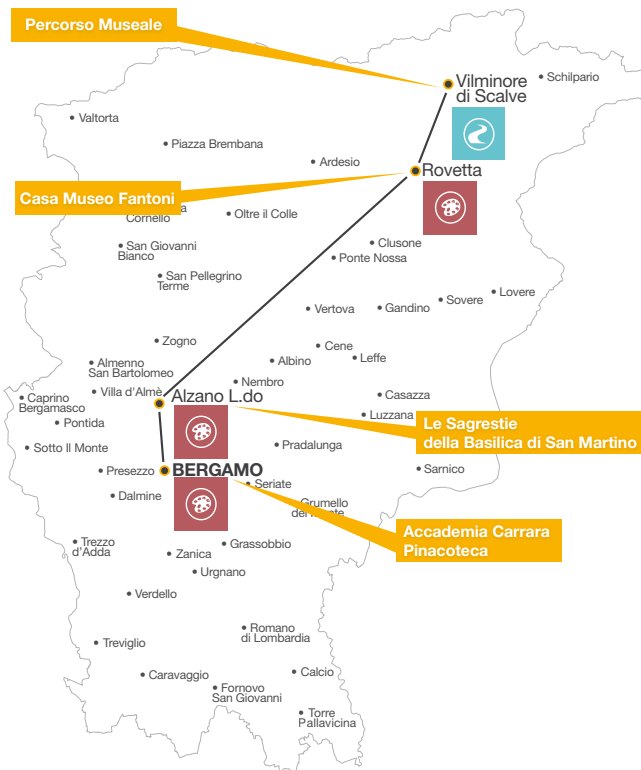 Percorso Museale
Vilminore
di Scalve
Schilpario
Valtorta
Piazza Brembana
Ardesio
Rovetta
Casa Museo Fantoni
Cornello
Oltre il Colle
Clusone
San Giovanni
Bianco
Ponte Nossa
San Pellegrino
Terme
Lovere
Sovere
Vertova
Gandino
Zogno
Cene
Leffe
Albino
Almenno
San Bartolomeo
Nembro
Villa d'Almè
Alzano L.do
Casazza
Caprino
Bergamasco
Luzzana
Pontida
Le Sagrestie
della Basilica di San Martino
Pradalunga
Sotto Il Monte
Presezzo
BERGAMO
Sarnico
Seriate
Dalmine
Grumello
Accademia Carrara
Pinacoteca
Trezzo
d'Adda
Zanica
Grassobbio
Urgnano
Verdello
Romano
di Lombardia
Treviglio
Caravaggio
Calcio
Fornovo
San Giovanni
Torre
Pallavicina